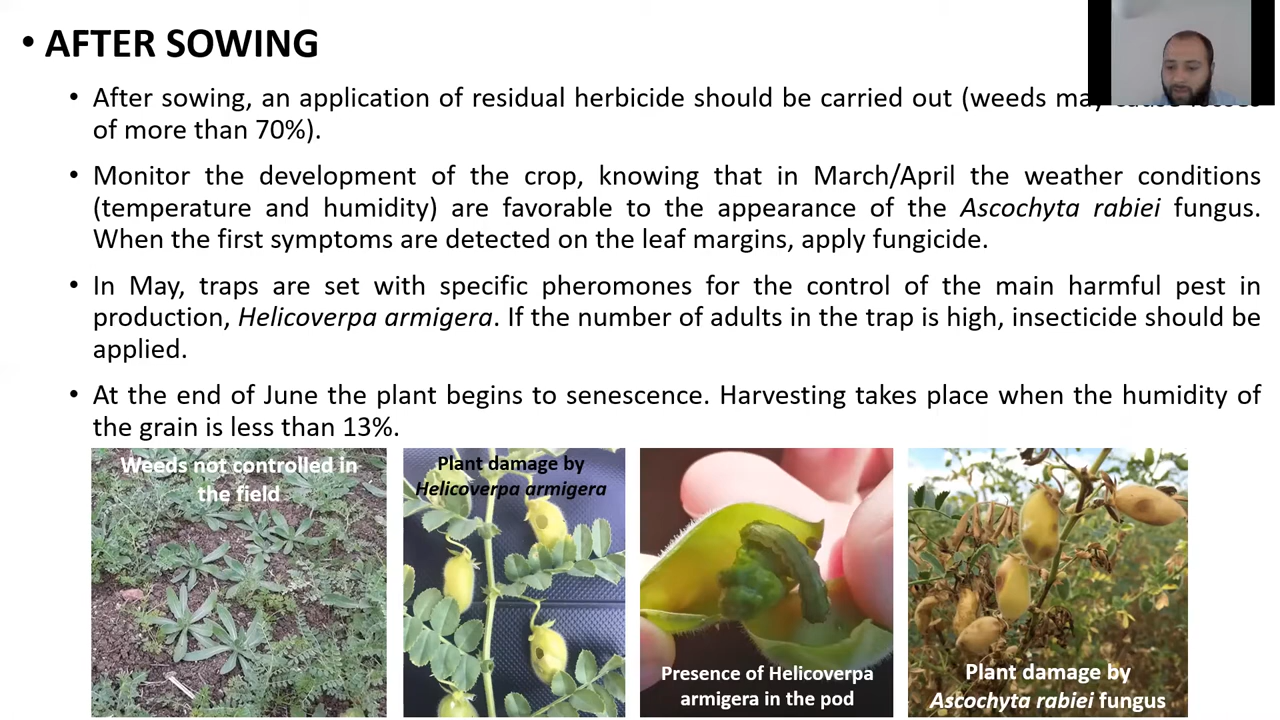 • AFTER SOWING
• After sowing, an application of residual herbicide should be carried out (weeds may
of more than 70%).
• Monitor the development of the crop, knowing that in March/April the weather conditions
(temperature and humidity) are favorable to the appearance of the Ascochyta rabiei fungus.
When the first symptoms are detected on the leaf margins, apply fungicide.
• In May, traps are set with specific pheromones for the control of the main harmful pest in
production, Helicoverpa armigera. If the number of adults in the trap is high, insecticide should be
applied.
• At the end of June the plant begins to senescence. Harvesting takes place when the humidity of
the grain is less than 13%.
Weeds not controlled in
the field
Plant damage by
Helicoverpa armigera
Presence of Helicoverpa
armigera in the pod
Plant damage by
Ascochyta rabiei fungus